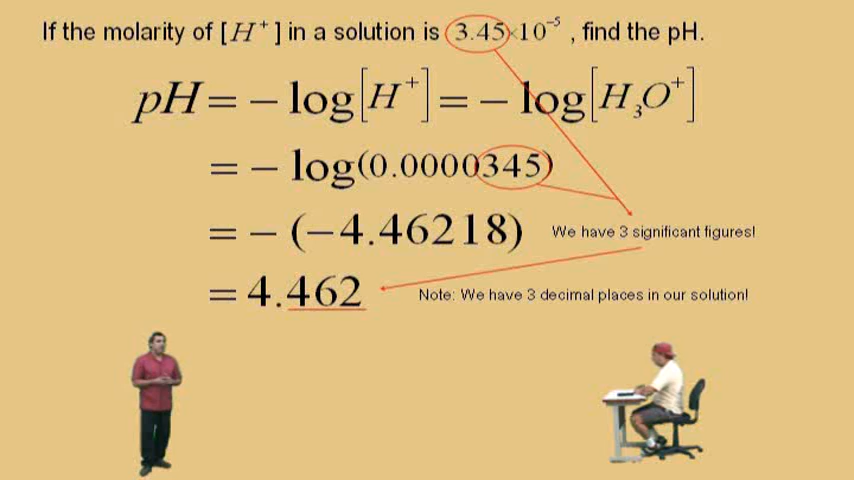 If the molarity of [H⁺] in a solution is 3.45×10⁻⁵ , find the pH.
pH = − log[H⁺] = − log[H₃O⁺]
= − log(0.0000345)
= − (−4.46218) We have 3 significant figures!
= 4.462 Note: We have 3 decimal places in our solution!